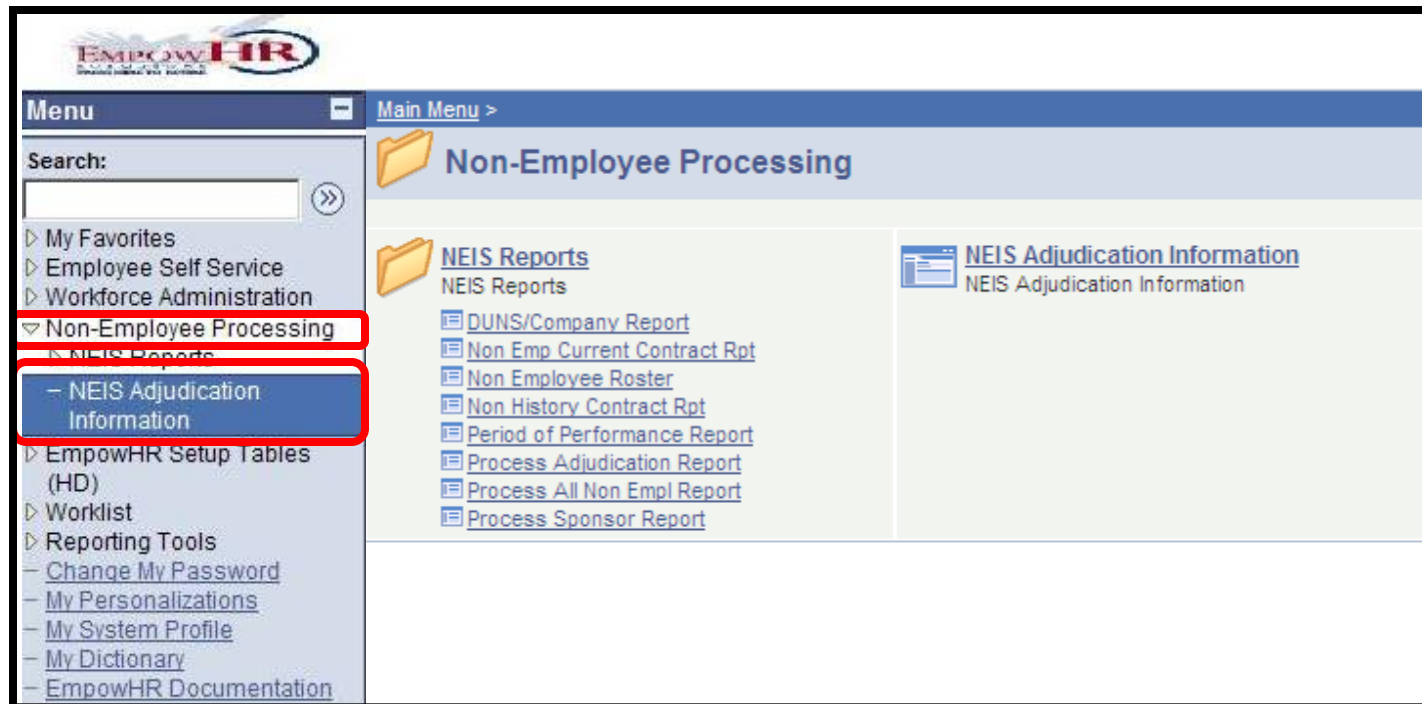 EMPOWHR
Menu
Main Menu >
Search:
Non-Employee Processing
My Favorites
Employee Self Service
Workforce Administration
Non-Employee Processing
NEIS Reports
NEIS Adjudication
Information
EmpowHR Setup Tables
(HD)
Worklist
Reporting Tools
Change My Password
My Personalizations
My System Profile
My Dictionary
EmpowHR Documentation
NEIS Reports
NEIS Reports
DUNS/Company Report
Non Emp Current Contract Rpt
Non Employee Roster
Non History Contract Rpt
Period of Performance Report
Process Adjudication Report
Process All Non Empl Report
Process Sponsor Report
NEIS Adjudication Information
NEIS Adjudication Information